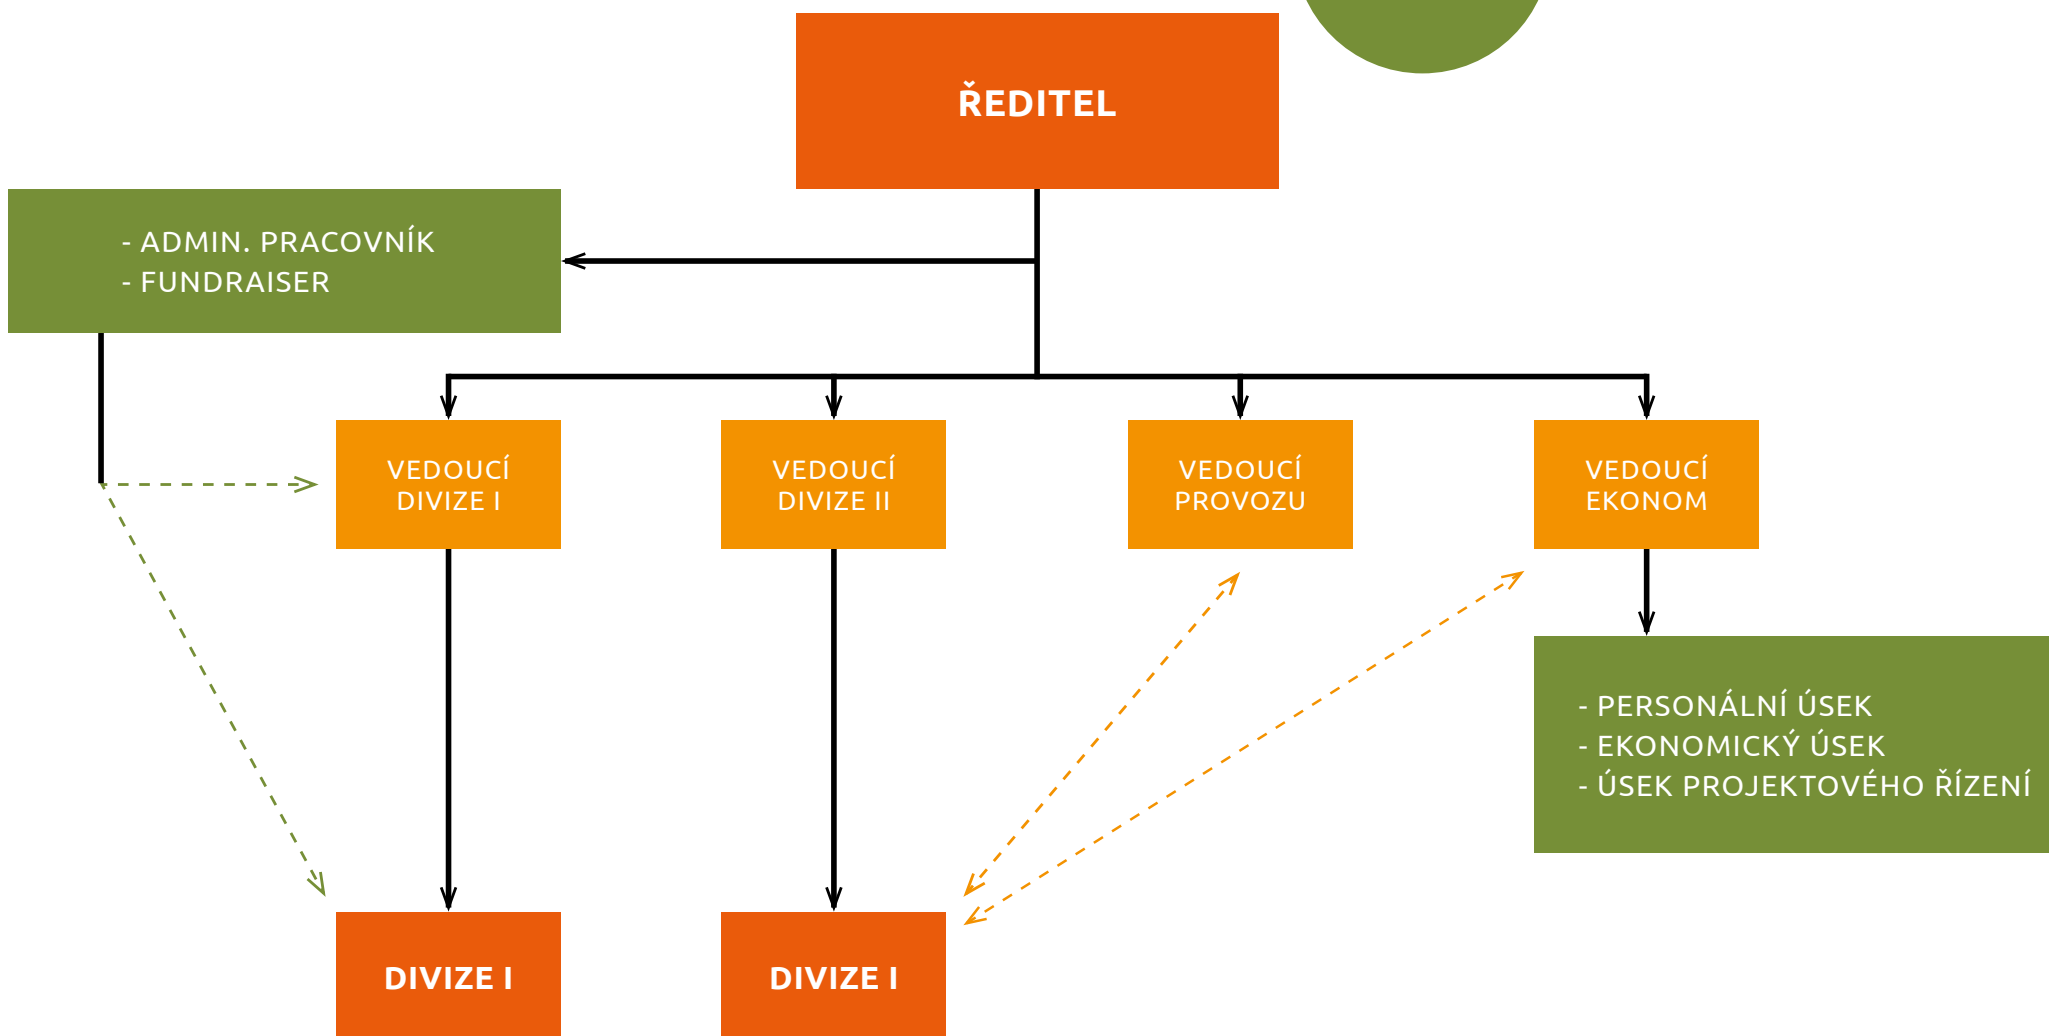 ŘEDITEL
- ADMIN. PRACOVNÍK
- FUNDRAISER
VEDOUCÍ
DIVIZE I
VEDOUCÍ
DIVIZE II
VEDOUCÍ
PROVOZU
VEDOUCÍ
EKONOM
- PERSONÁLNÍ ÚSEK
- EKONOMICKÝ ÚSEK
- ÚSEK PROJEKTOVÉHO ŘÍZENÍ
DIVIZE I
DIVIZE I